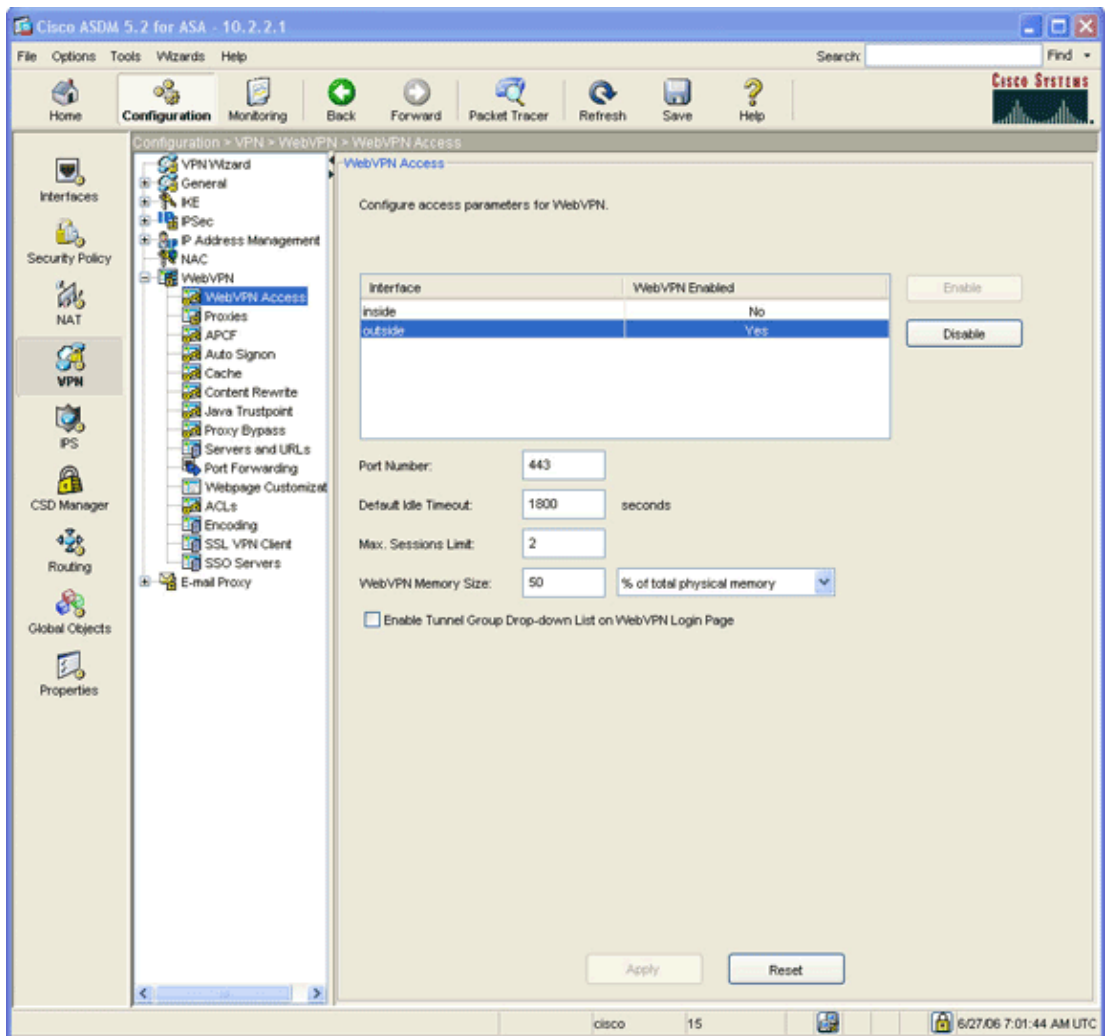 Cisco ASDM 5.2 for ASA - 10.2.2.1
File Options Tools Wizards Help Search: Find
Home Configuration Monitoring Back Forward Packet Tracer Refresh Save Help
CISCO SYSTEMS
Configuration > VPN > WebVPN > WebVPN Access
Interfaces
Security Policy
NAT
VPN
IPS
CSD Manager
Routing
Global Objects
Properties
VPN Wizard
General
IKE
IPSec
IP Address Management
NAC
WebVPN
WebVPN Access
Proxies
APCF
Auto Signon
Cache
Content Rewrite
Java Trustpoint
Proxy Bypass
Servers and URLs
Port Forwarding
Webpage Customizat
ACLs
Encoding
SSL VPN Client
SSO Servers
E-mail Proxy
WebVPN Access
Configure access parameters for WebVPN.
Interface WebVPN Enabled
inside No
outside Yes
Enable
Disable
Port Number: 443
Default Idle Timeout: 1800 seconds
Max. Sessions Limit: 2
WebVPN Memory Size: 50 % of total physical memory
Enable Tunnel Group Drop-down List on WebVPN Login Page
Apply Reset
cisco 15 6/27/06 7:01:44 AM UTC